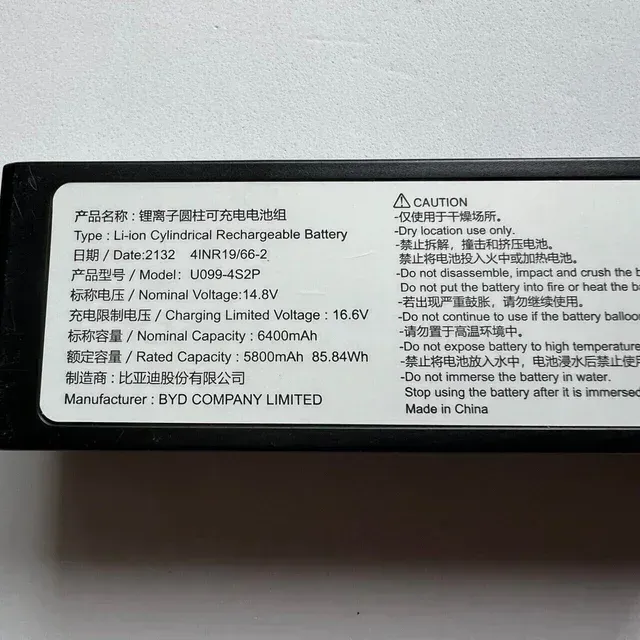 产品名称：锂离子圆柱可充电电池组
Type : Li-ion Cylindrical Rechargeable Battery
日期 / Date:2132 4INR19/66-2
产品型号/ Model: U099-4S2P
标称电压 / Nominal Voltage:14.8V
充电限制电压 / Charging Limited Voltage : 16.6V
标称容量 / Nominal Capacity : 6400mAh
额定容量 / Rated Capacity : 5800mAh 85.84Wh
制造商：比亚迪股份有限公司
Manufacturer : BYD COMPANY LIMITED
CAUTION
-仅使用于干燥场所。
-Dry location use only.
-禁止拆解，撞击和挤压电池。
禁止将电池投入火中或加热电池。
-Do not disassemble, impact and crush the b
Do not put the battery into fire or heat the ba
-若出现严重鼓胀，请勿继续使用。
-Do not continue to use if the battery balloo
-请勿置于高温环境中。
-Do not expose battery to high temperature
-禁止将电池放入水中，电池浸水后禁止使用
-Do not immerse the battery in water.
Stop using the battery after it is immersed
Made in China